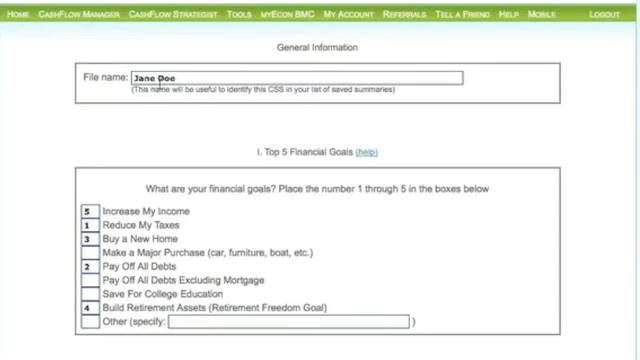 HOME CASHFLOW MANAGER CASHFLOW STRATEGIST TOOLS MYECON BMC MY ACCOUNT REFERRALS TELL A FRIEND HELP MOBILE LOGOUT
General Information
File name: Jane Doe
(This name will be useful to identify this CSS in your list of saved summaries)
I. Top 5 Financial Goals (help)
What are your financial goals? Place the number 1 through 5 in the boxes below
5 Increase My Income
1 Reduce My Taxes
3 Buy a New Home
Make a Major Purchase (car, furniture, boat, etc.)
2 Pay Off All Debts
Pay Off All Debts Excluding Mortgage
Save For College Education
4 Build Retirement Assets (Retirement Freedom Goal)
Other (specify: )